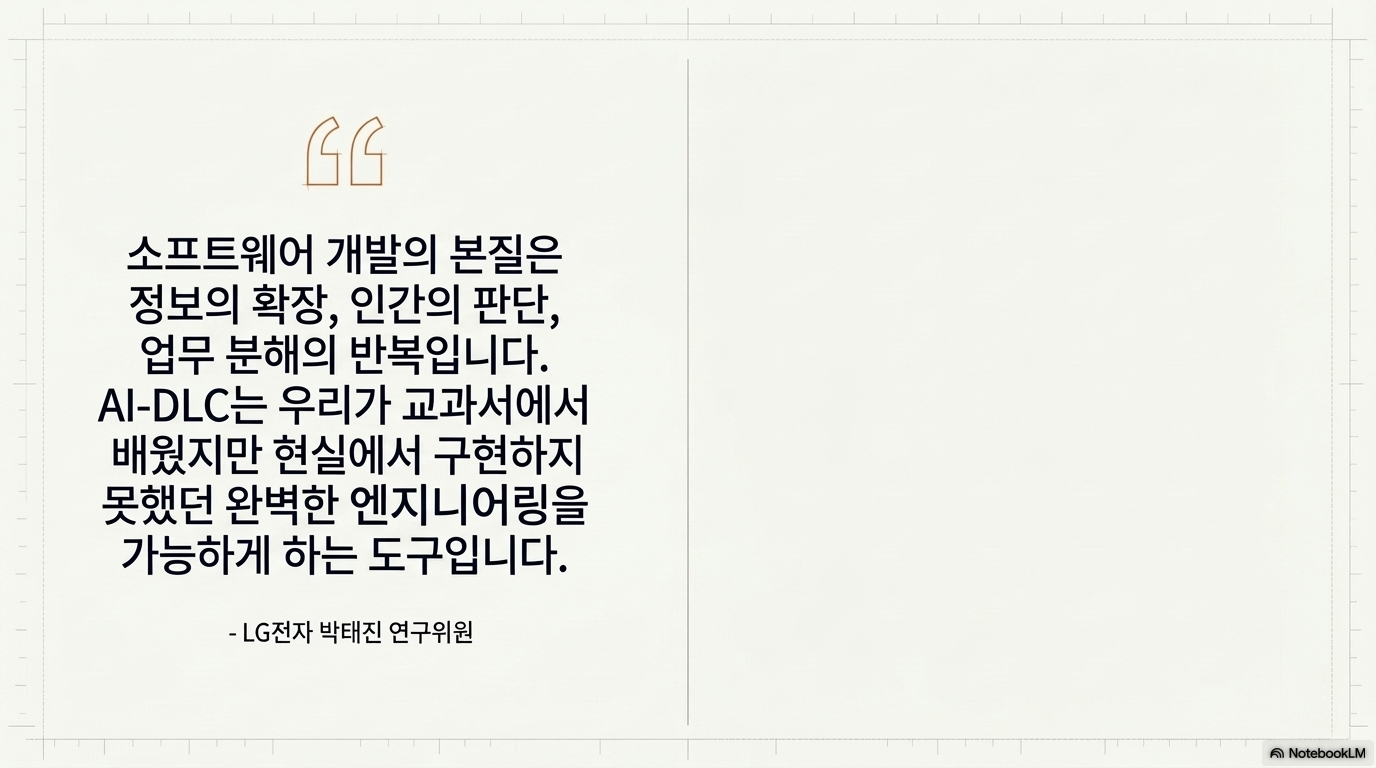 소프트웨어 개발의 본질은
정보의 확장, 인간의 판단,
업무 분해의 반복입니다.
AI-DLC는 우리가 교과서에서
배웠지만 현실에서 구현하지
못했던 완벽한 엔지니어링을
가능하게 하는 도구입니다.
- LG전자 박태진 연구위원
NotebookLM